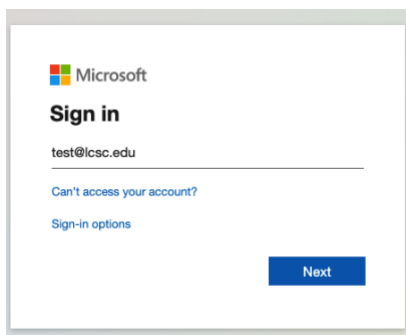 Microsoft
Sign in
test@lcsc.edu
Can't access your account?
Sign-in options
Next